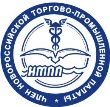 ЧЛЕН НОВОРОССИЙСКОЙ ТОРГОВО-ПРОМЫШЛЕННОЙ ПАЛАТЫ
НТПП